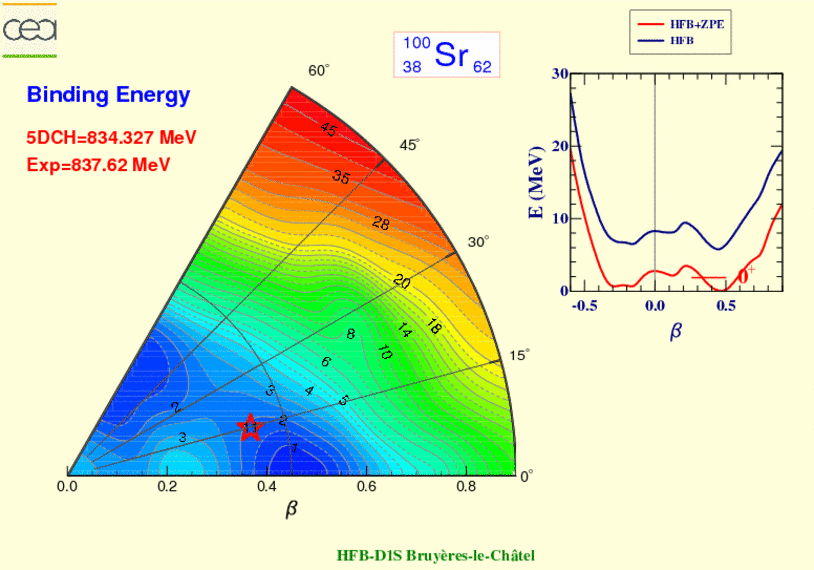 cea
HFB+ZPE
HFB
100
38 Sr 62
Binding Energy
5DCH=834.327 MeV
Exp=837.62 MeV
60°
45°
30°
15°
0°
45
35
28
20
18
14
10
8
6
5
4
3
2
2
3
1
0.0 0.2 0.4 0.6 0.8
β
E (MeV)
30
20
10
0
0+
-0.5 0.0 0.5
β
HFB-D1S Bruyères-le-Châtel